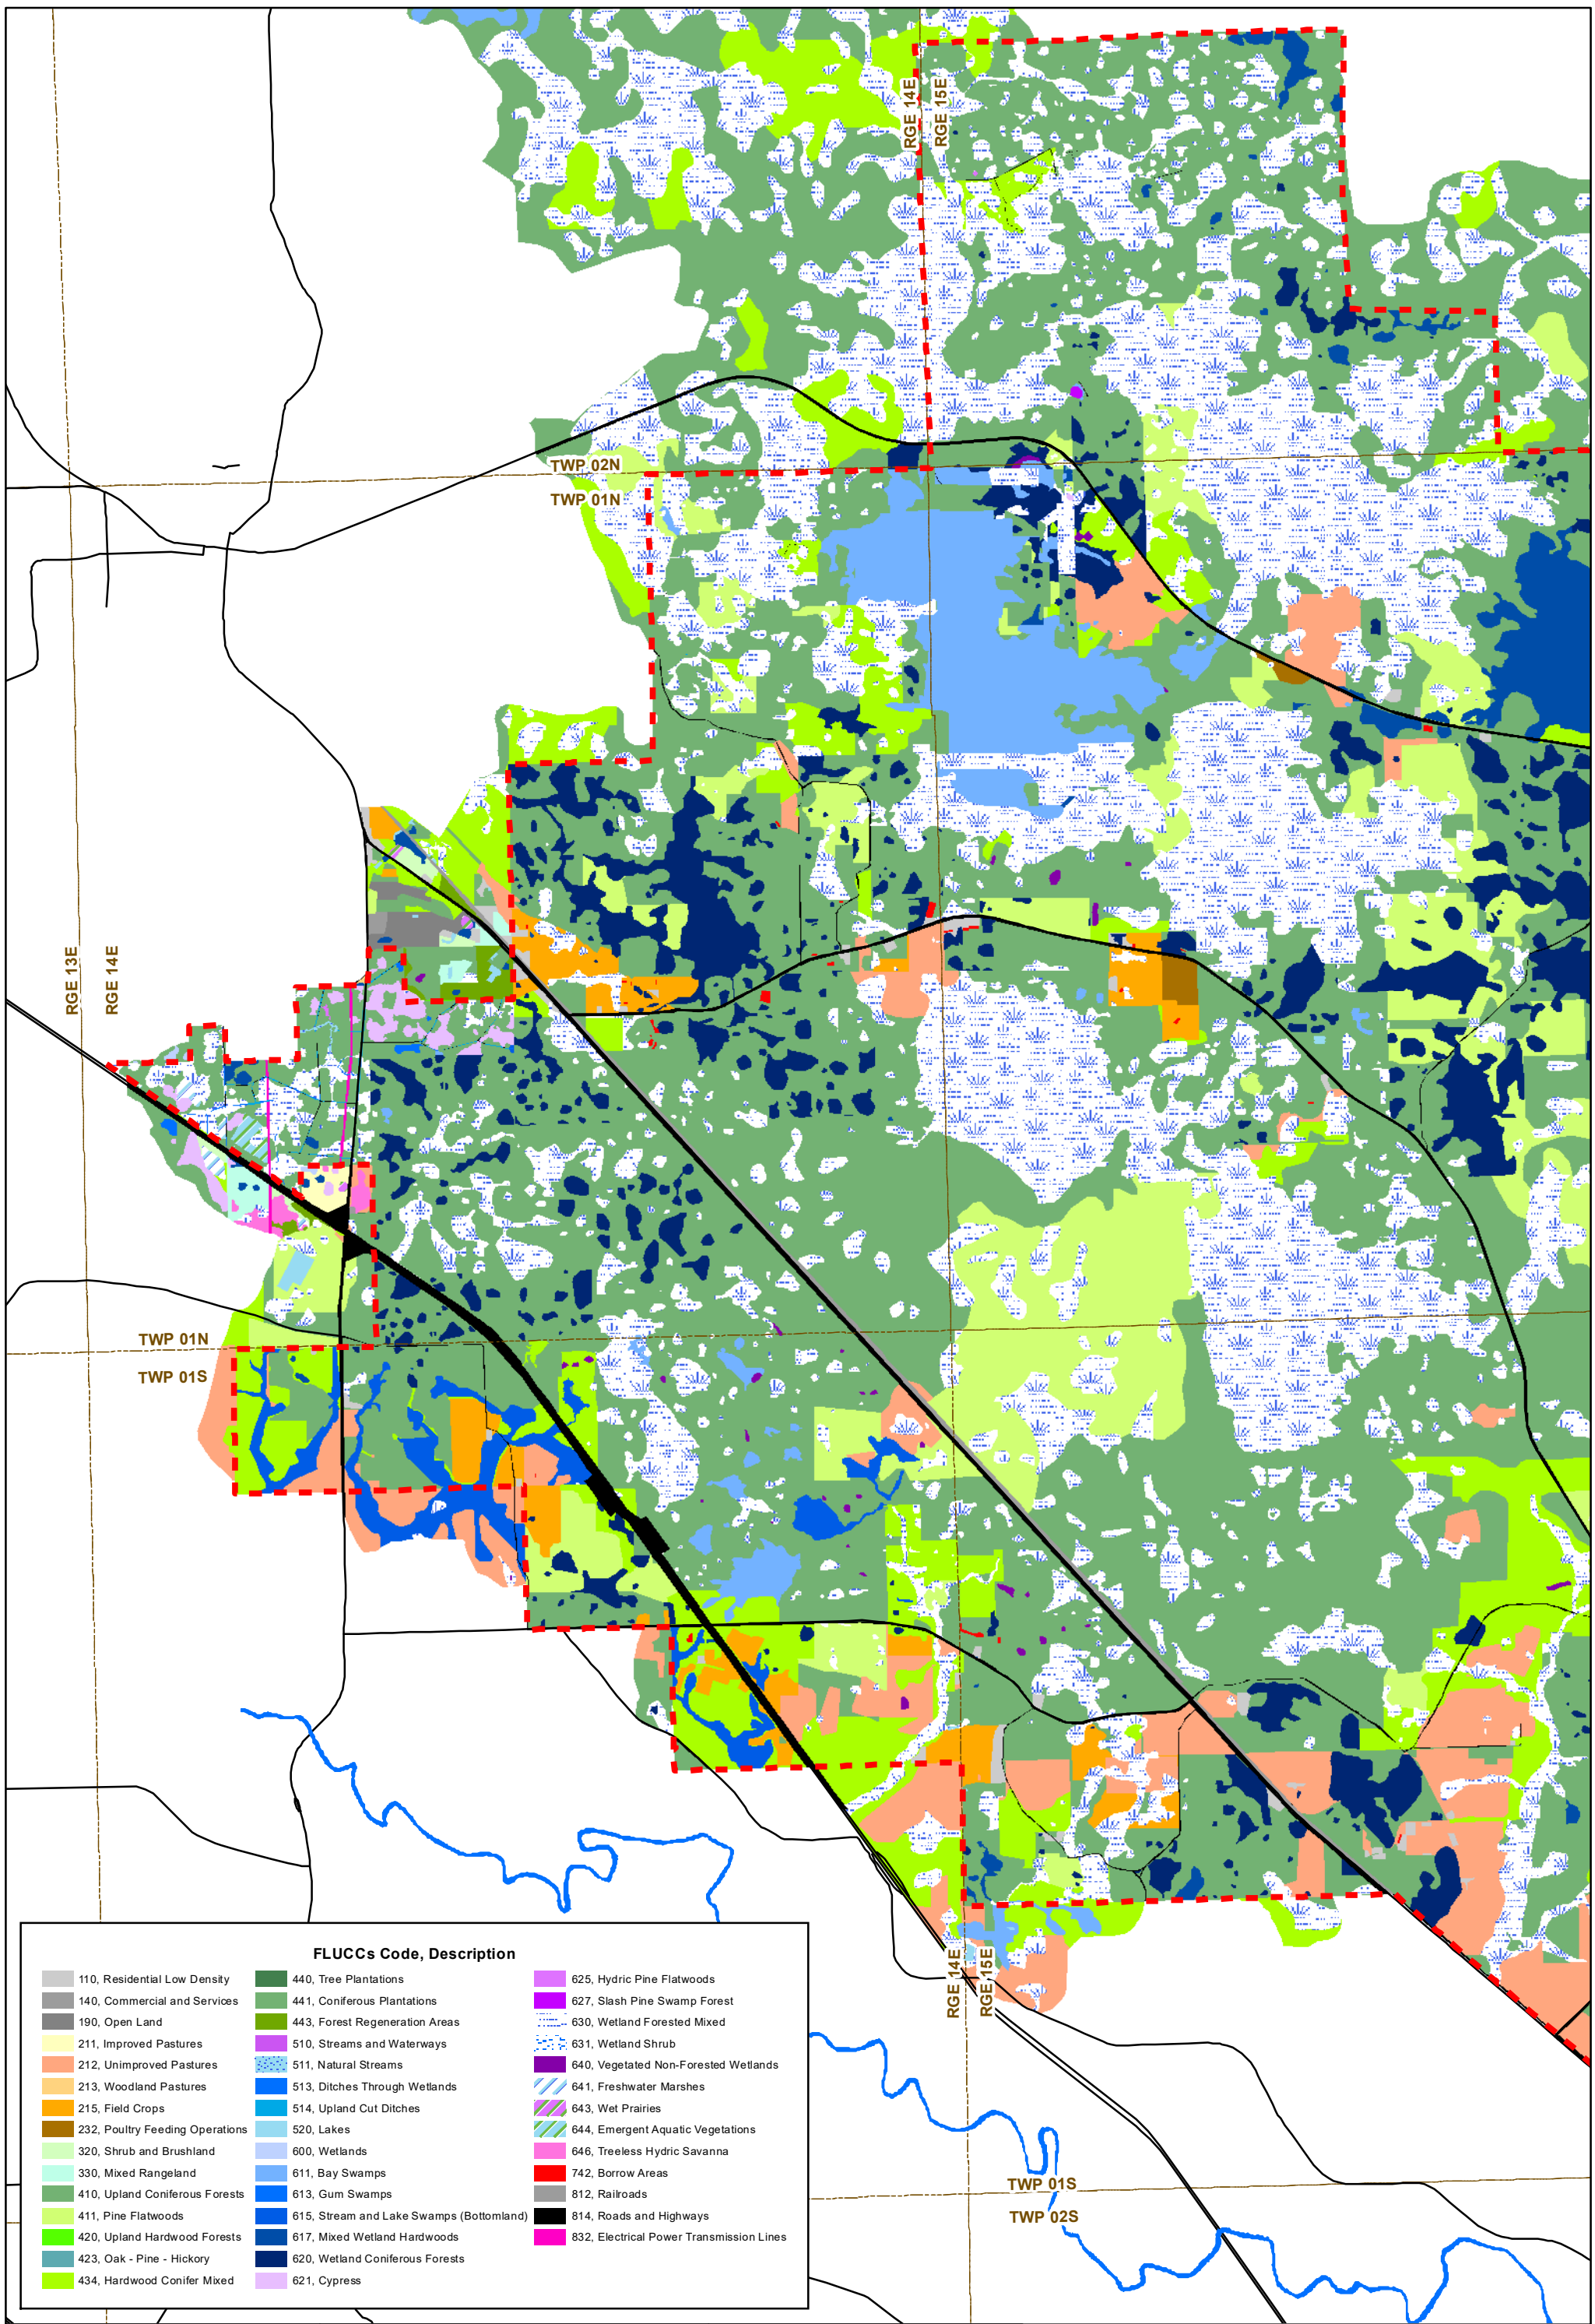 RGE 14E
RGE 15E
TWP 02N
TWP 01N
RGE 13E
RGE 14E
TWP 01N
TWP 01S
RGE 14E
RGE 15E
TWP 01S
TWP 02S
FLUCCs Code, Description
110, Residential Low Density
140, Commercial and Services
190, Open Land
211, Improved Pastures
212, Unimproved Pastures
213, Woodland Pastures
215, Field Crops
232, Poultry Feeding Operations
320, Shrub and Brushland
330, Mixed Rangeland
410, Upland Coniferous Forests
411, Pine Flatwoods
420, Upland Hardwood Forests
423, Oak - Pine - Hickory
434, Hardwood Conifer Mixed
440, Tree Plantations
441, Coniferous Plantations
443, Forest Regeneration Areas
510, Streams and Waterways
511, Natural Streams
513, Ditches Through Wetlands
514, Upland Cut Ditches
520, Lakes
600, Wetlands
611, Bay Swamps
613, Gum Swamps
615, Stream and Lake Swamps (Bottomland)
617, Mixed Wetland Hardwoods
620, Wetland Coniferous Forests
621, Cypress
625, Hydric Pine Flatwoods
627, Slash Pine Swamp Forest
630, Wetland Forested Mixed
631, Wetland Shrub
640, Vegetated Non-Forested Wetlands
641, Freshwater Marshes
643, Wet Prairies
644, Emergent Aquatic Vegetations
646, Treeless Hydric Savanna
742, Borrow Areas
812, Railroads
814, Roads and Highways
832, Electrical Power Transmission Lines